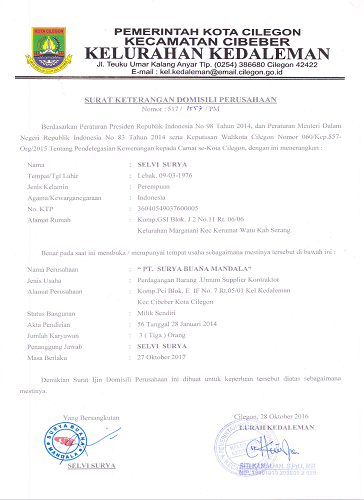 PEMERINTAH KOTA CILEGON
KECAMATAN CIBEBER
KELURAHAN KEDALEMAN
Jl. Teuku Umar Kalang Anyar Tlp. (0254) 386680 Cilegon 42422
E-mail : kel.kedaleman@email.cilegon.go.id
SURAT KETERANGAN DOMISILI PERUSAHAAN
Nomor : 517 / /PM
Berdasarkan Peraturan Presiden Republik Indonesia No 98 Tahun 2014, dan Peraturan Menteri Dalam
Negeri Republik Indonesia No 83 Tahun 2014 serta Keputusan Walikota Cilegon Nomor 060/Kep.557-
Org/2015 Tentang Pendelegasian Kewenangan kepada Camat se-Kota Cilegon, dengan ini menerangkan :
Nama : SELVI SURYA
Tempat/Tgl Lahir : Lebak, 09-03-1976
Jenis Kelamin : Perempuan
Agama/Kewarganegaraan : Indonesia
No. KTP : 36040549037600005
Alamat Rumah : Komp.GSI Blok. J 2 No.11 Rt. 06/06
Kelurahan Margatani Kec Keramat Watu Kab Serang
Benar pada saat ini membuka / mempunyai tempat usaha sebagaimana mestinya tersebut di bawah ini :
Nama Perusahaan : " PT. SURYA BUANA MANDALA"
Jenis Usaha : Perdagangan Barang .Umum Supplier Kontraktor
Alamat Perusahaan : Komp.Pci Blok. E IF No. 7 Rt.05/01 Kel Kedaleman
Kec Cibeber Kota Cilegon
Status Bangunan : Milik Sendiri
Akta Pendirian : 56 Tanggal 28 Januari 2014
Jumlah Karyawan : 3 ( Tiga ) Orang
Penanggung Jawab : SELVI SURYA
Masa Berlaku : 27 Oktober 2017
Demikian Surat Ijin Domisili Perusahaan ini dibuat untuk keperluan tersebut diatas sebagaimana
mestinya.
Yang Bersangkutan
Cilegon, 28 Oktober 2016
LURAH KEDALEMAN
SURYA BUANA
MANDALA
SELVI SURYA